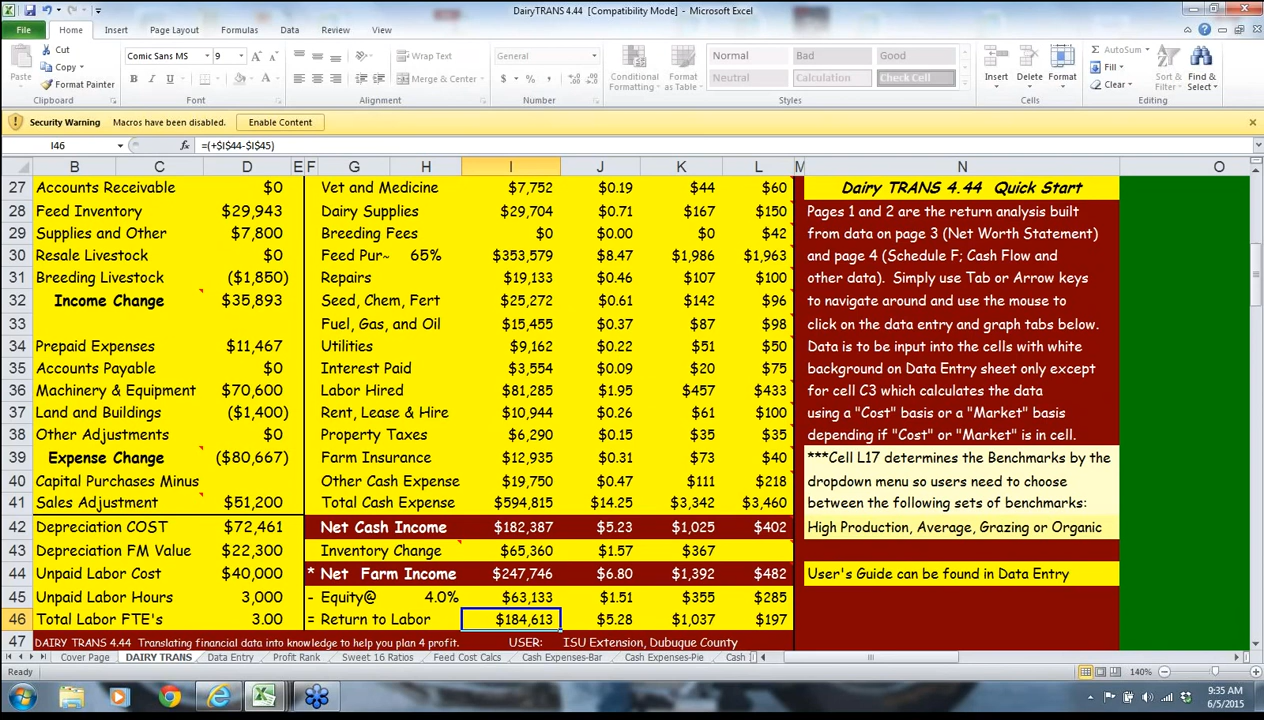 DairyTRANS 4.44 [Compatibility Mode] - Microsoft Excel
File Home Insert Page Layout Formulas Data Review View
Cut
Copy
Format Painter
Paste
Clipboard
Comic Sans MS 9
B I U
Font
Wrap Text
Merge & Center
Alignment
General
$ % ,
Number
Conditional Formatting
Format as Table
Normal Bad Good
Neutral Calculation Check Cell
Styles
Insert Delete Format
Cells
AutoSum
Fill
Clear
Sort & Filter
Find & Select
Editing
Security Warning Macros have been disabled. Enable Content
I46 fx =(+$I$44-$I$45)
B C D E F G H I J K L M N O
27 Accounts Receivable $0 Vet and Medicine $7,752 $0.19 $44 $60 Dairy TRANS 4.44 Quick Start
28 Feed Inventory $29,943 Dairy Supplies $29,704 $0.71 $167 $150 Pages 1 and 2 are the return analysis built
29 Supplies and Other $7,800 Breeding Fees $0 $0.00 $0 $42 from data on page 3 (Net Worth Statement)
30 Resale Livestock $0 Feed Pur~ 65% $353,579 $8.47 $1,986 $1,963 and page 4 (Schedule F; Cash Flow and
31 Breeding Livestock ($1,850) Repairs $19,133 $0.46 $107 $100 other data). Simply use Tab or Arrow keys
32 Income Change $35,893 Seed, Chem, Fert $25,272 $0.61 $142 $96 to navigate around and use the mouse to
33 Fuel, Gas, and Oil $15,455 $0.37 $87 $98 click on the data entry and graph tabs below.
34 Prepaid Expenses $11,467 Utilities $9,162 $0.22 $51 $50 Data is to be input into the cells with white
35 Accounts Payable $0 Interest Paid $3,554 $0.09 $20 $75 background on Data Entry sheet only except
36 Machinery & Equipment $70,600 Labor Hired $81,285 $1.95 $457 $433 for cell C3 which calculates the data
37 Land and Buildings ($1,400) Rent, Lease & Hire $10,944 $0.26 $61 $100 using a "Cost" basis or a "Market" basis
38 Other Adjustments $0 Property Taxes $6,290 $0.15 $35 $35 depending if "Cost" or "Market" is in cell.
39 Expense Change ($80,667) Farm Insurance $12,935 $0.31 $73 $40 ***Cell L17 determines the Benchmarks by the
40 Capital Purchases Minus Other Cash Expense $19,750 $0.47 $111 $218 dropdown menu so users need to choose
41 Sales Adjustment $51,200 Total Cash Expense $594,815 $14.25 $3,342 $3,460 between the following sets of benchmarks:
42 Depreciation COST $72,461 Net Cash Income $182,387 $5.23 $1,025 $402 High Production, Average, Grazing or Organic
43 Depreciation FM Value $22,300 Inventory Change $65,360 $1.57 $367
44 Unpaid Labor Cost $40,000 * Net Farm Income $247,746 $6.80 $1,392 $482 User's Guide can be found in Data Entry
45 Unpaid Labor Hours 3,000 - Equity@ 4.0% $63,133 $1.51 $355 $285
46 Total Labor FTE's 3.00 = Return to Labor $184,613 $5.28 $1,037 $197
47 DAIRY TRANS 4.44 Translating financial data into knowledge to help you plan 4 profit. USER: ISU Extension, Dubuque County
Cover Page DAIRY TRANS Data Entry Profit Rank Sweet 16 Ratios Feed Cost Calcs Cash Expenses-Bar Cash Expenses-Pie Cash
Ready 140%
9:35 AM
6/5/2015